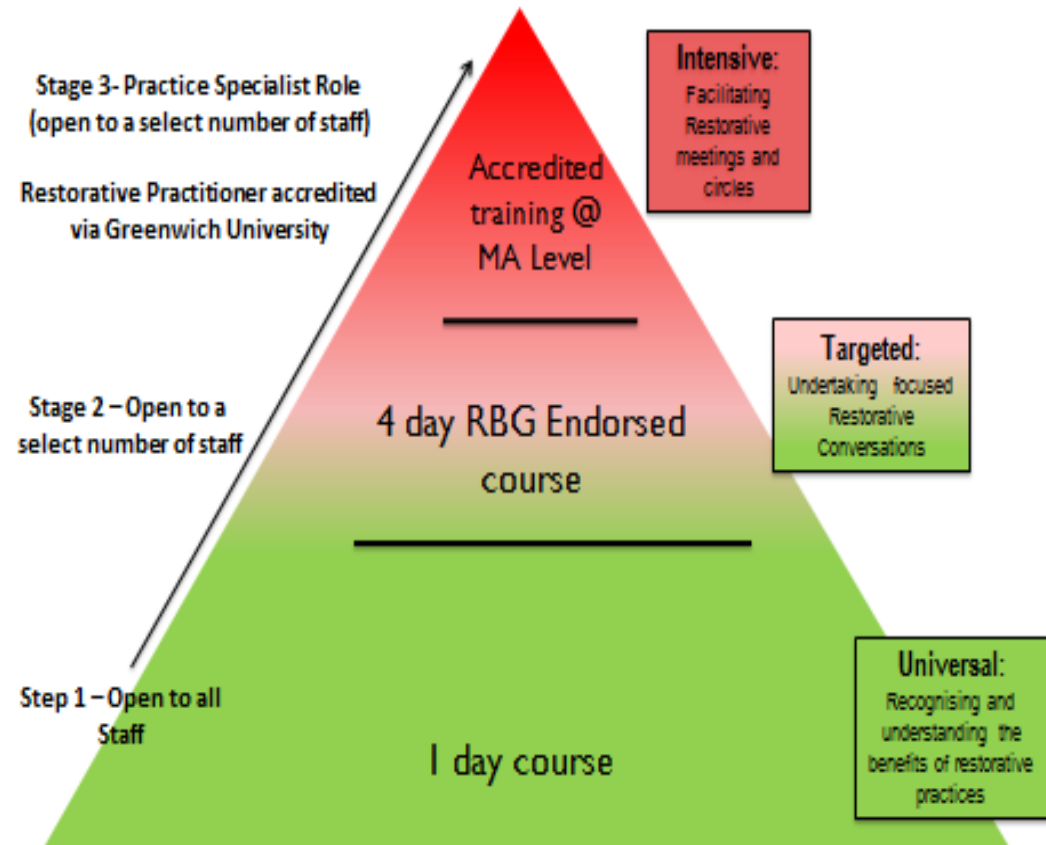 Stage 3- Practice Specialist Role
(open to a select number of staff)
Restorative Practitioner accredited
via Greenwich University
Intensive:
Facilitating
Restorative
meetings and
circles
Accredited
training @
MA Level
Stage 2 – Open to a
select number of staff
4 day RBG Endorsed
course
Targeted:
Undertaking focused
Restorative
Conversations
Step 1 – Open to all
Staff
1 day course
Universal:
Recognising and
understanding the
benefits of restorative
practices